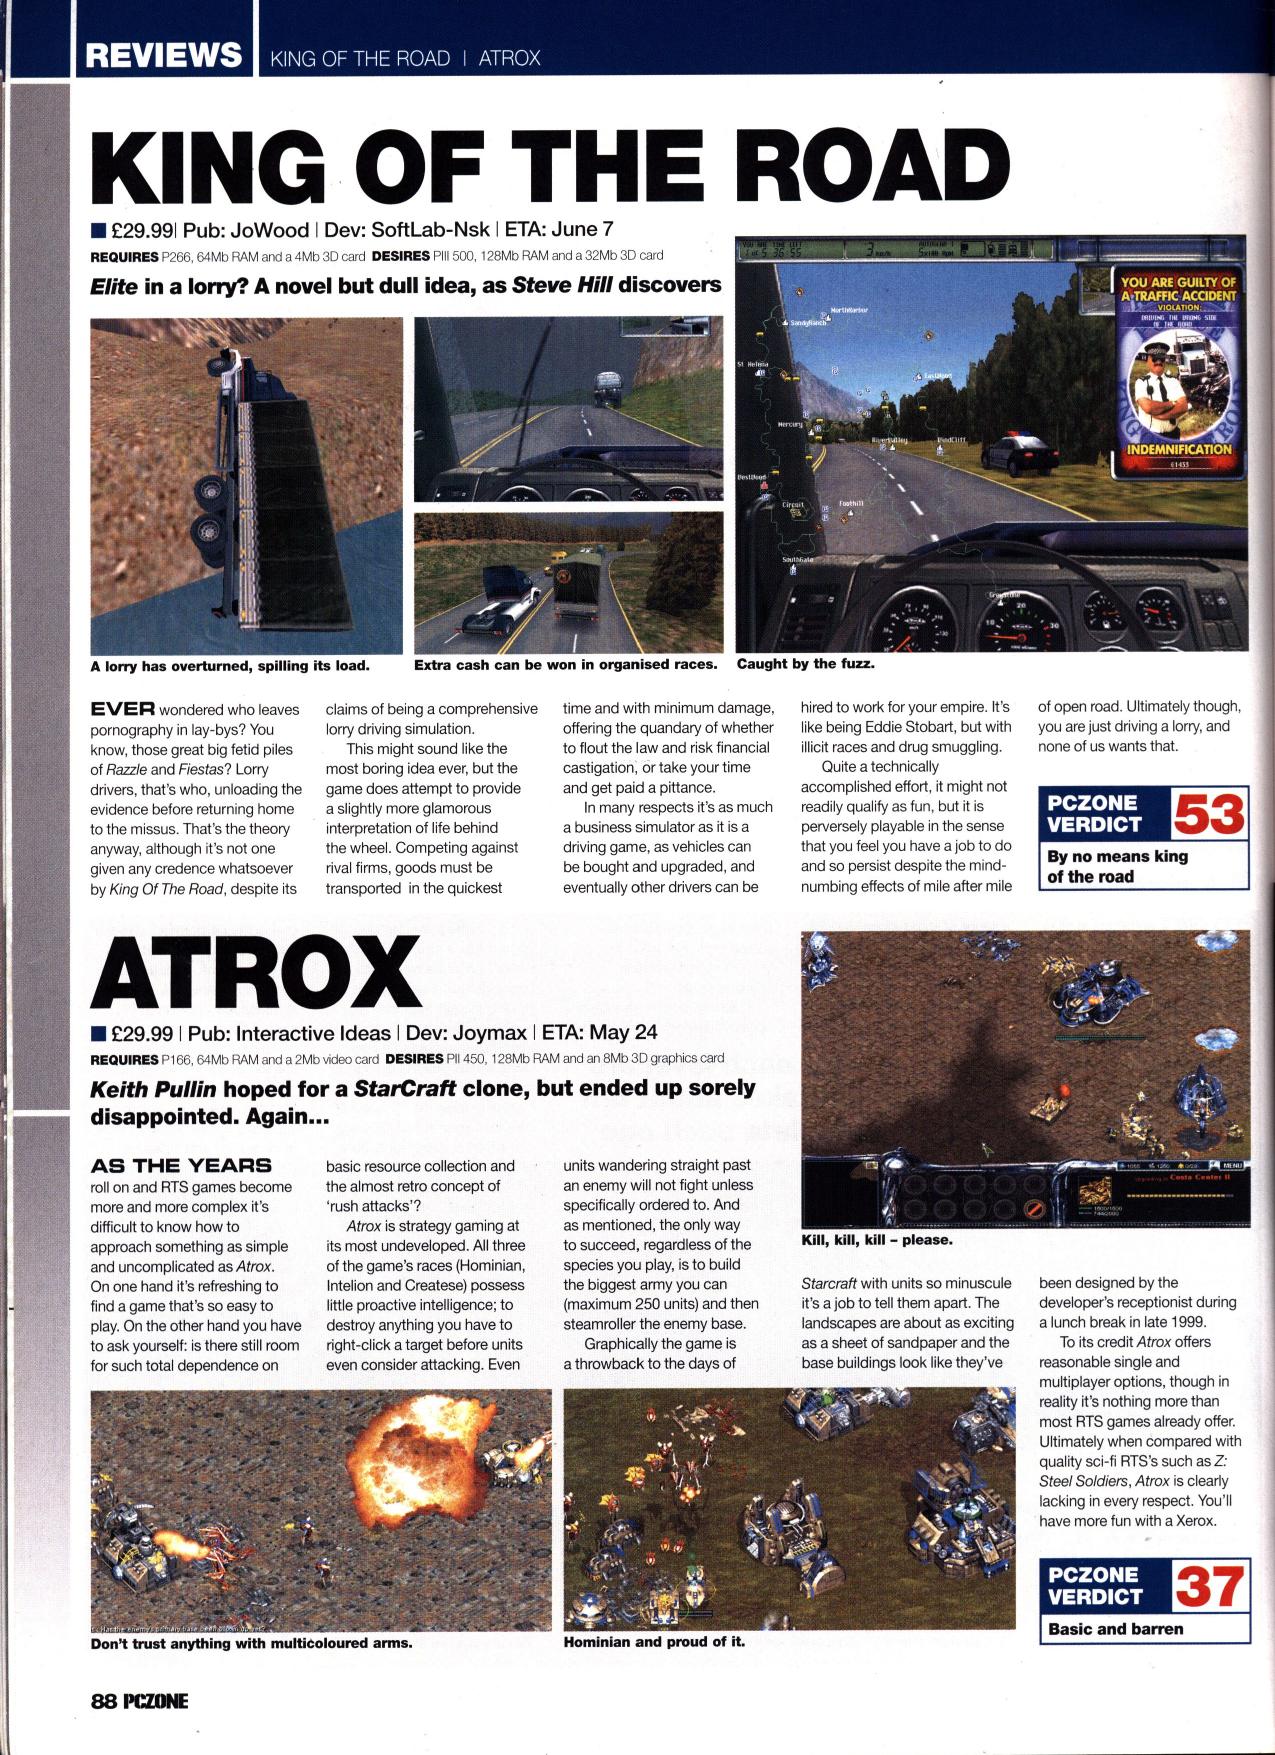 REVIEWS
KING OF THE ROAD | ATROX
KING OF THE ROAD
£29.99| Pub: JoWood | Dev: SoftLab-Nsk | ETA: June 7
REQUIRES P266, 64Mb RAM and a 4Mb 3D card DESIRES PIII 500, 128Mb RAM and a 32Mb 3D card
Elite in a lorry? A novel but dull idea, as Steve Hill discovers
YOU ARE GUILTY OF
A TRAFFIC ACCIDENT
VIOLATION:
DRIVING THE WRONG SIDE
OF THE ROAD
INDEMNIFICATION
61453
NorthHarbor
SandyRanch
St Helena
EastWood
Mercury
RiverValley
WindCliff
BestWood
Circuit
Foothill
SouthGate
A lorry has overturned, spilling its load.
Extra cash can be won in organised races.
Caught by the fuzz.
EVER wondered who leaves
pornography in lay-bys? You
know, those great big fetid piles
of Razzle and Fiestas? Lorry
drivers, that's who, unloading the
evidence before returning home
to the missus. That's the theory
anyway, although it's not one
given any credence whatsoever
by King Of The Road, despite its
claims of being a comprehensive
lorry driving simulation.
This might sound like the
most boring idea ever, but the
game does attempt to provide
a slightly more glamorous
interpretation of life behind
the wheel. Competing against
rival firms, goods must be
transported in the quickest
time and with minimum damage,
offering the quandary of whether
to flout the law and risk financial
castigation, or take your time
and get paid a pittance.
In many respects it's as much
a business simulator as it is a
driving game, as vehicles can
be bought and upgraded, and
eventually other drivers can be
hired to work for your empire. It's
like being Eddie Stobart, but with
illicit races and drug smuggling.
Quite a technically
accomplished effort, it might not
readily qualify as fun, but it is
perversely playable in the sense
that you feel you have a job to do
and so persist despite the mind-
numbing effects of mile after mile
of open road. Ultimately though,
you are just driving a lorry, and
none of us wants that.
PCZONE
VERDICT
53
By no means king
of the road
ATROX
£29.99 | Pub: Interactive Ideas | Dev: Joymax | ETA: May 24
REQUIRES P166, 64Mb RAM and a 2Mb video card DESIRES PII 450, 128Mb RAM and an 8Mb 3D graphics card
Keith Pullin hoped for a StarCraft clone, but ended up sorely
disappointed. Again...
MENU
Kill, kill, kill – please.
AS THE YEARS
roll on and RTS games become
more and more complex it's
difficult to know how to
approach something as simple
and uncomplicated as Atrox.
On one hand it's refreshing to
find a game that's so easy to
play. On the other hand you have
to ask yourself: is there still room
for such total dependence on
basic resource collection and
the almost retro concept of
'rush attacks'?
Atrox is strategy gaming at
its most undeveloped. All three
of the game's races (Hominian,
Intelion and Createse) possess
little proactive intelligence; to
destroy anything you have to
right-click a target before units
even consider attacking. Even
units wandering straight past
an enemy will not fight unless
specifically ordered to. And
as mentioned, the only way
to succeed, regardless of the
species you play, is to build
the biggest army you can
(maximum 250 units) and then
steamroller the enemy base.
Graphically the game is
a throwback to the days of
Starcraft with units so minuscule
it's a job to tell them apart. The
landscapes are about as exciting
as a sheet of sandpaper and the
base buildings look like they've
been designed by the
developer's receptionist during
a lunch break in late 1999.
To its credit Atrox offers
reasonable single and
multiplayer options, though in
reality it's nothing more than
most RTS games already offer.
Ultimately when compared with
quality sci-fi RTS's such as Z:
Steel Soldiers, Atrox is clearly
lacking in every respect. You'll
have more fun with a Xerox.
PCZONE
VERDICT
37
Basic and barren
Don't trust anything with multicoloured arms.
Hominian and proud of it.
88 PCZONE